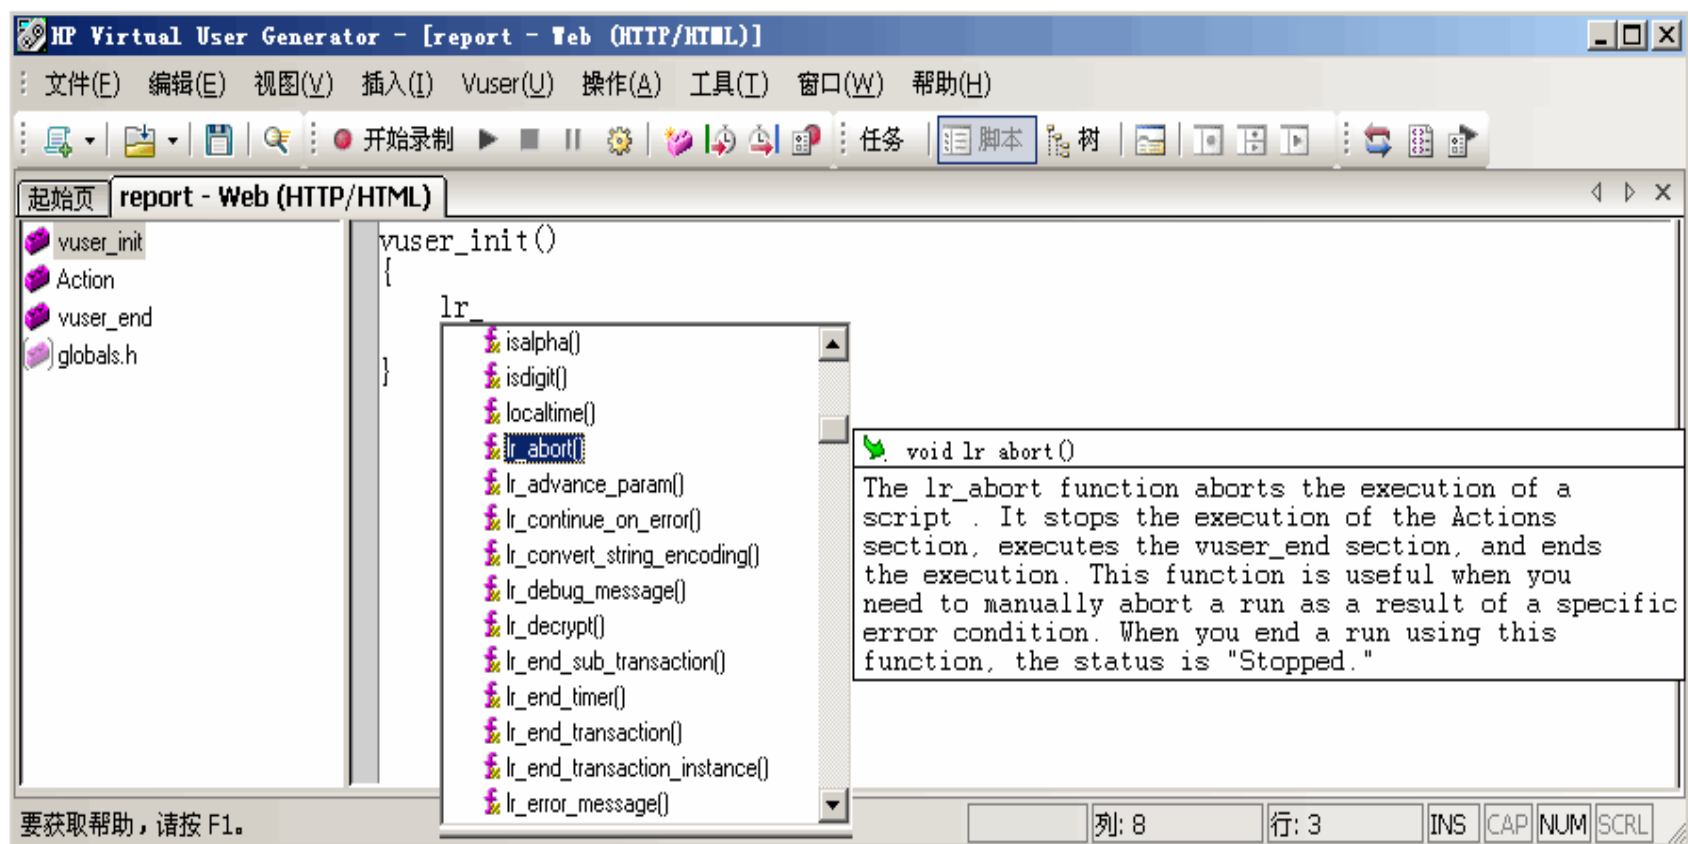 HP Virtual User Generator - [report - Web (HTTP/HTML)]
文件(F) 编辑(E) 视图(V) 插入(I) Vuser(U) 操作(A) 工具(T) 窗口(W) 帮助(H)
开始录制 任务 脚本 树
起始页 report - Web (HTTP/HTML)
vuser_init
Action
vuser_end
globals.h
vuser_init()
{
lr_
}
isalpha()
isdigit()
localtime()
lr_abort()
lr_advance_param()
lr_continue_on_error()
lr_convert_string_encoding()
lr_debug_message()
lr_decrypt()
lr_end_sub_transaction()
lr_end_timer()
lr_end_transaction()
lr_end_transaction_instance()
lr_error_message()
void lr abort()
The lr_abort function aborts the execution of a
script . It stops the execution of the Actions
section, executes the vuser_end section, and ends
the execution. This function is useful when you
need to manually abort a run as a result of a specific
error condition. When you end a run using this
function, the status is "Stopped."
要获取帮助，请按 F1。 列: 8 行: 3 INS CAP NUM SCRL